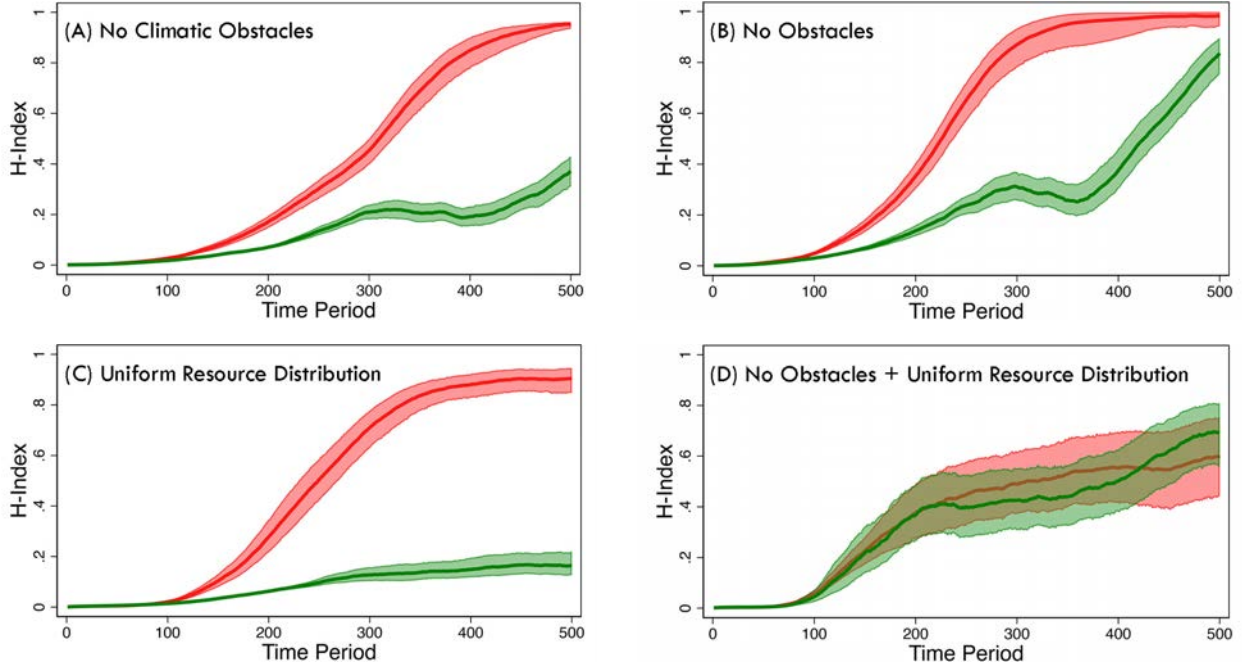 (A) No Climatic Obstacles
H-Index
1
.8
.6
.4
.2
0
0 100 200 300 400 500
Time Period
(B) No Obstacles
H-Index
1
.8
.6
.4
.2
0
0 100 200 300 400 500
Time Period
(C) Uniform Resource Distribution
H-Index
1
.8
.6
.4
.2
0
0 100 200 300 400 500
Time Period
(D) No Obstacles + Uniform Resource Distribution
H-Index
1
.8
.6
.4
.2
0
0 100 200 300 400 500
Time Period